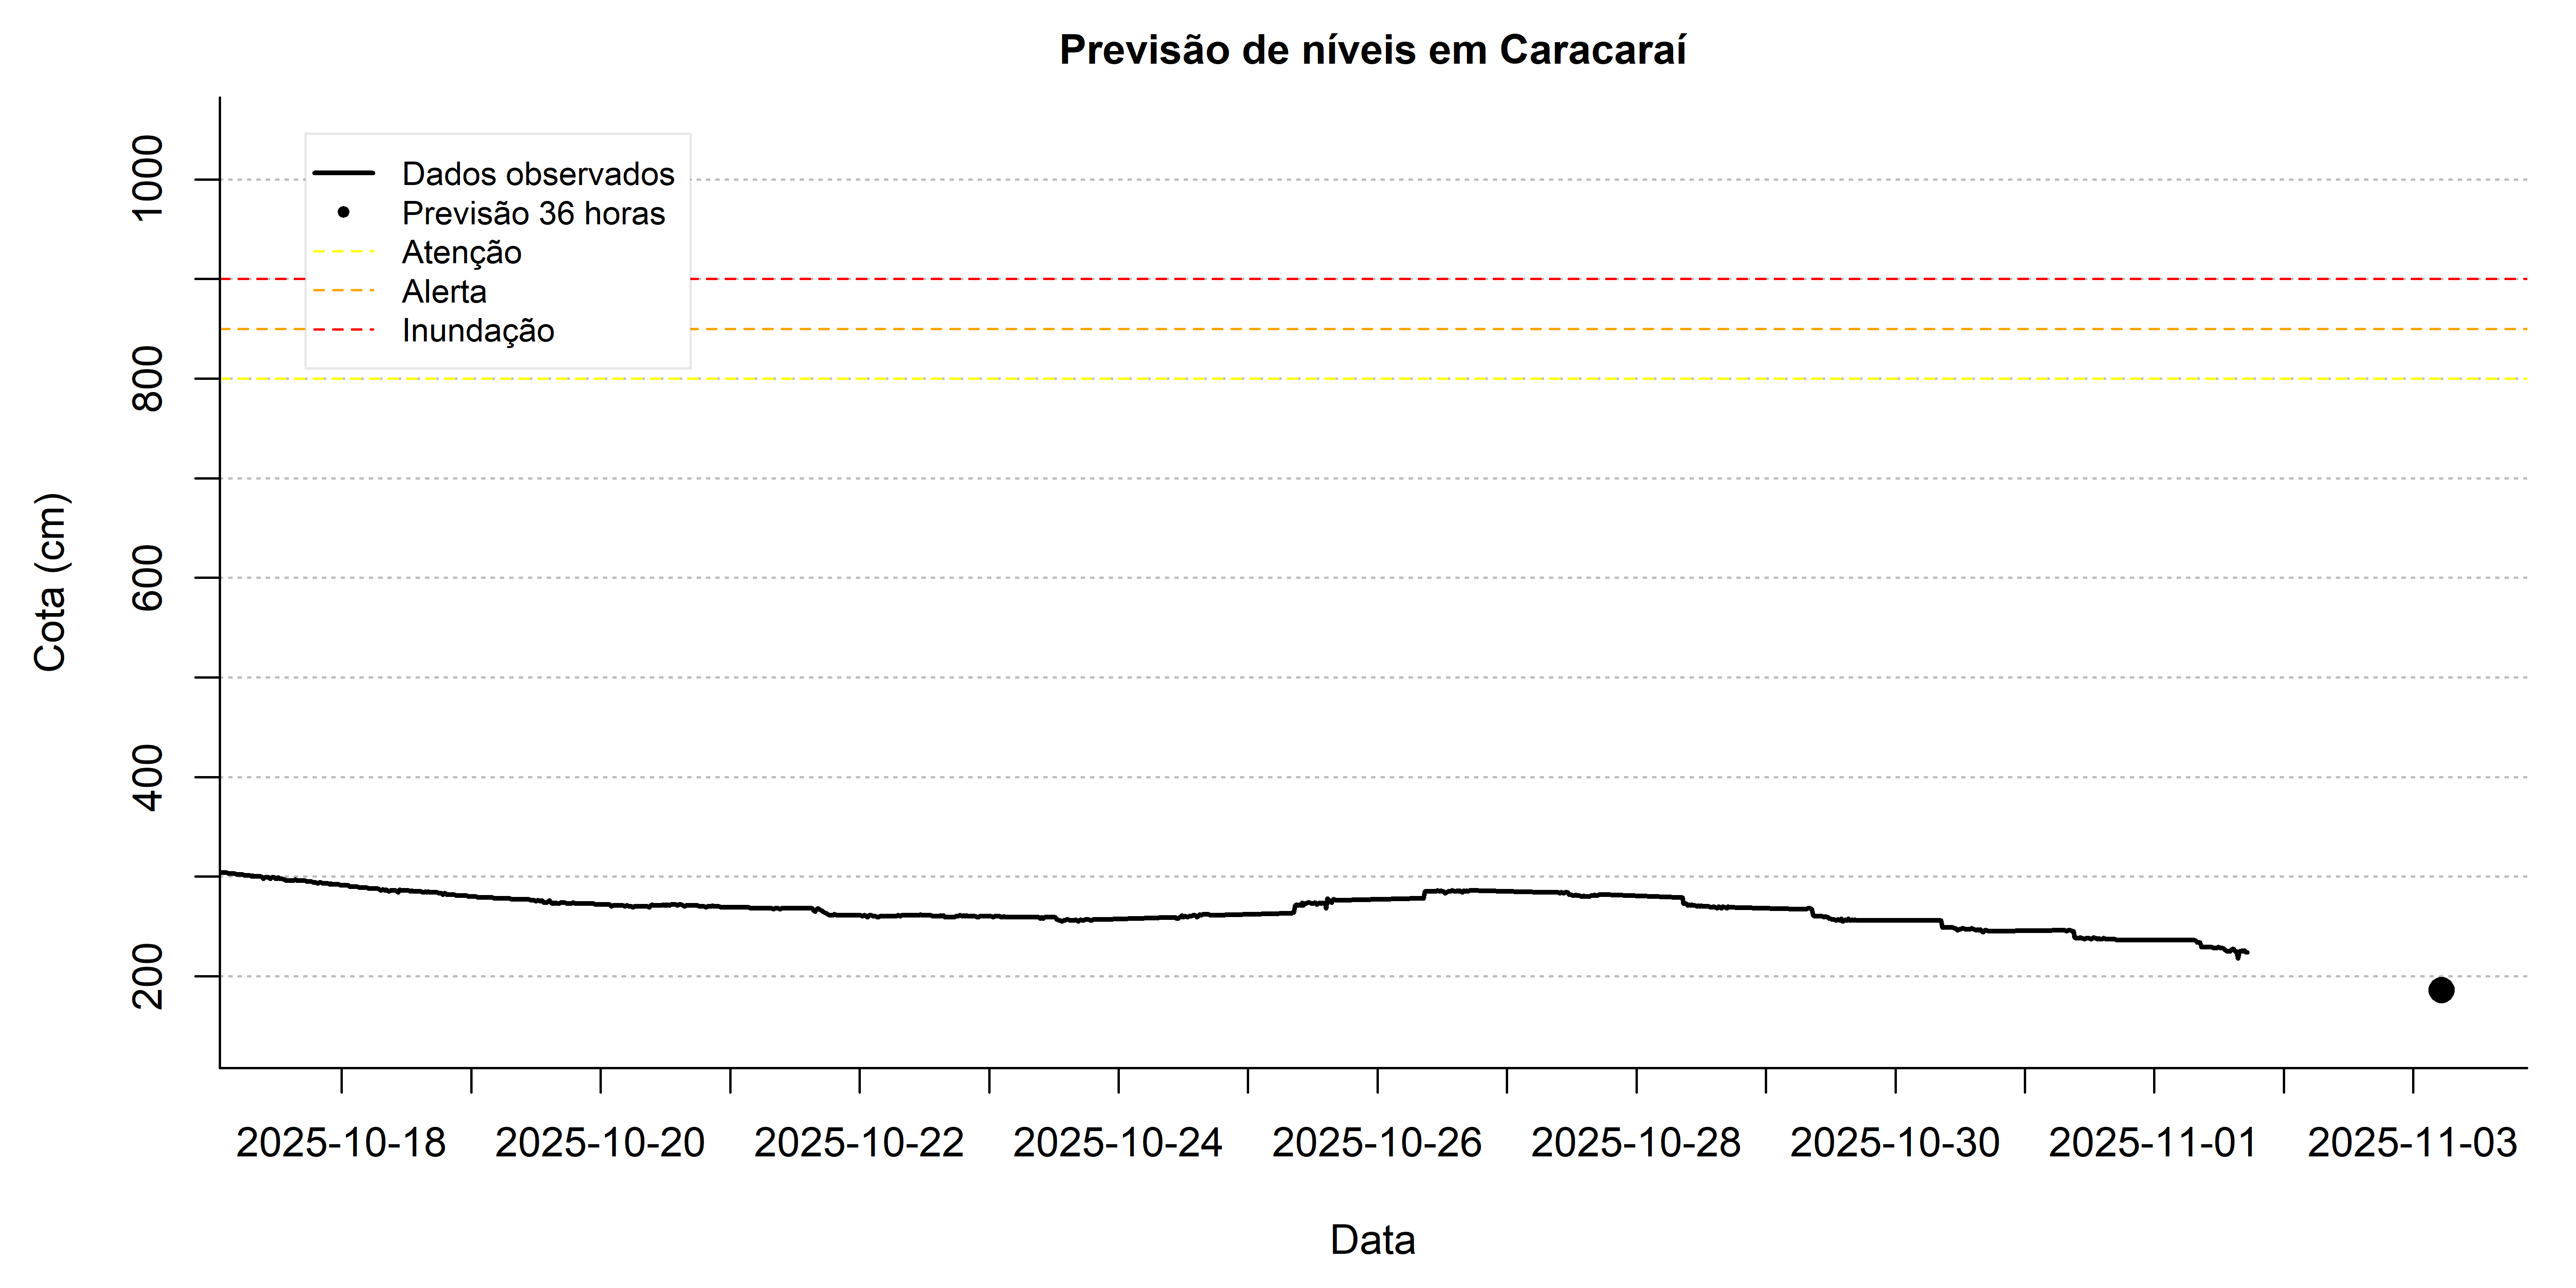 Previsão de níveis em Caracaraí
Dados observados
Previsão 36 horas
Atenção
Alerta
Inundação
1000
800
600
400
200
Cota (cm)
2025-10-18 2025-10-20 2025-10-22 2025-10-24 2025-10-26 2025-10-28 2025-10-30 2025-11-01 2025-11-03
Data